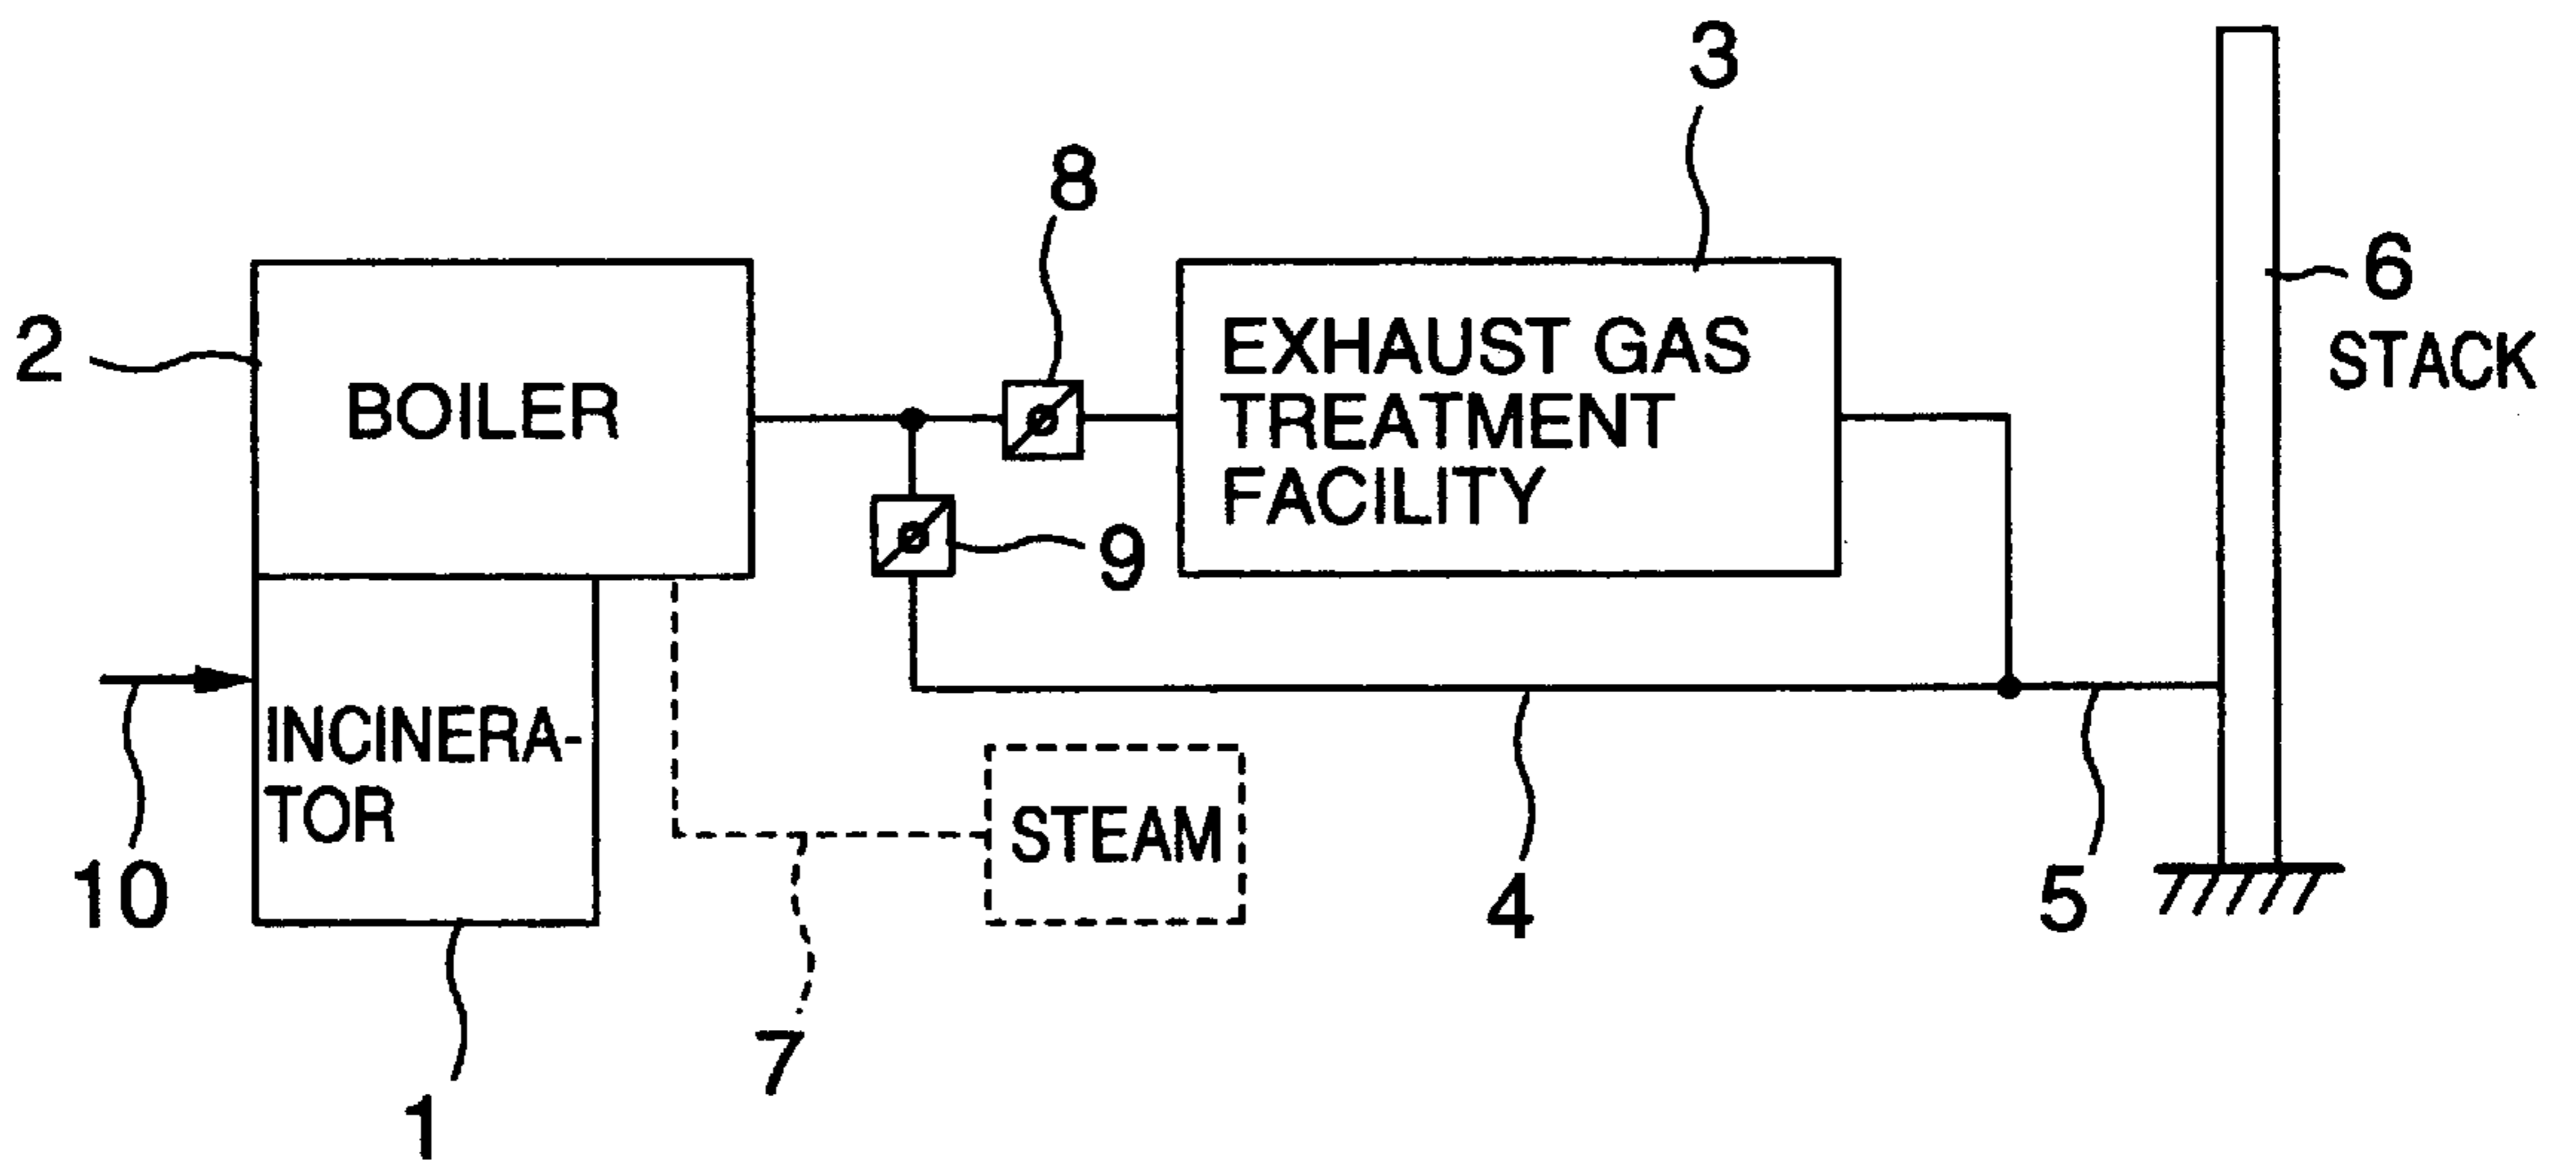 3
8
6
STACK
2
BOILER
EXHAUST GAS
TREATMENT
FACILITY
9
INCINERA-
TOR
10
STEAM
4
5
7
1